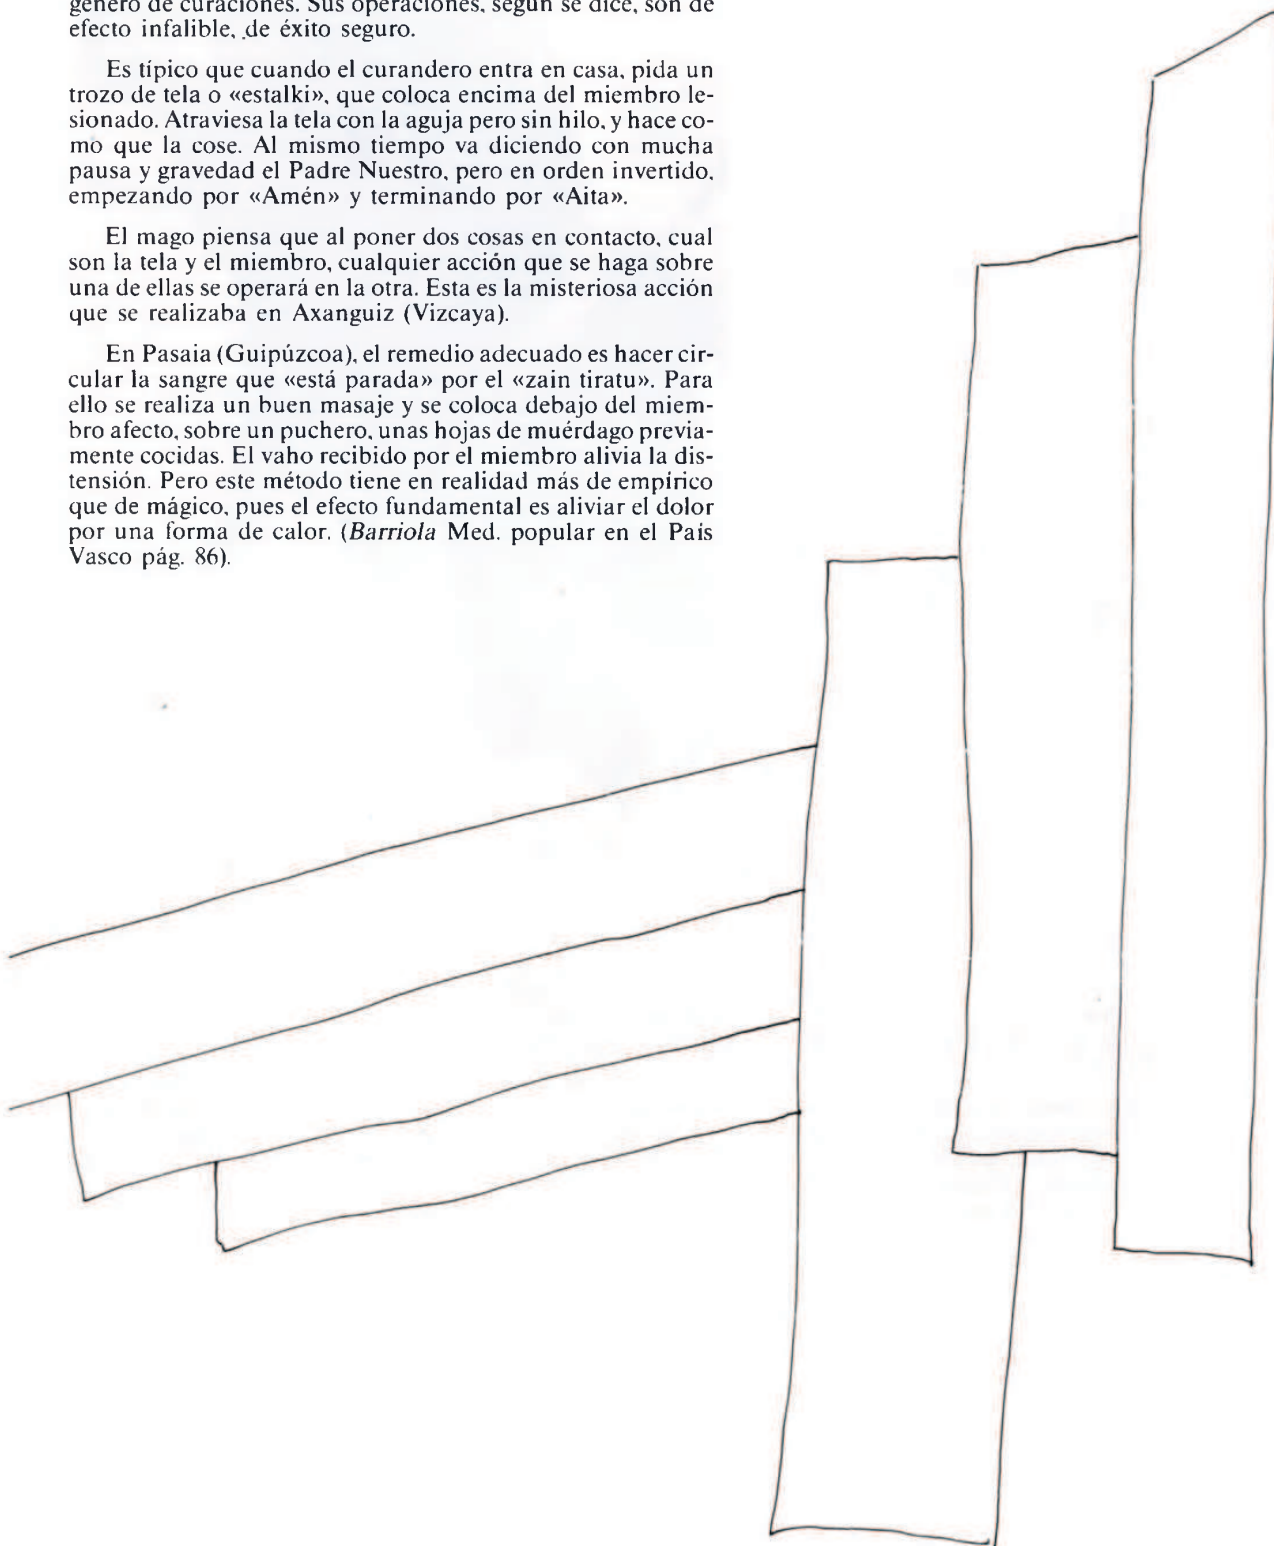 género de curaciones. Sus operaciones, según se dice, son de
efecto infalible, de éxito seguro.
Es típico que cuando el curandero entra en casa, pida un
trozo de tela o «estalki», que coloca encima del miembro le-
sionado. Atraviesa la tela con la aguja pero sin hilo, y hace co-
mo que la cose. Al mismo tiempo va diciendo con mucha
pausa y gravedad el Padre Nuestro, pero en orden invertido,
empezando por «Amén» y terminando por «Aita».
El mago piensa que al poner dos cosas en contacto, cual
son la tela y el miembro, cualquier acción que se haga sobre
una de ellas se operará en la otra. Esta es la misteriosa acción
que se realizaba en Axanguiz (Vizcaya).
En Pasaia (Guipúzcoa), el remedio adecuado es hacer cir-
cular la sangre que «está parada» por el «zain tiratu». Para
ello se realiza un buen masaje y se coloca debajo del miem-
bro afecto, sobre un puchero, unas hojas de muérdago previa-
mente cocidas. El vaho recibido por el miembro alivia la dis-
tensión. Pero este método tiene en realidad más de empírico
que de mágico, pues el efecto fundamental es aliviar el dolor
por una forma de calor. (Barriola Med. popular en el País
Vasco pág. 86).